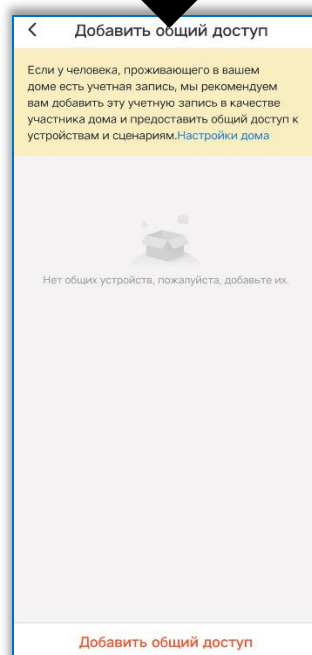 Добавить общий доступ
Если у человека, проживающего в вашем
доме есть учетная запись, мы рекомендуем
вам добавить эту учетную запись в качестве
участника дома и предоставить общий доступ к
устройствам и сценариям.Настройки дома
Нет общих устройств, пожалуйста, добавьте их.
Добавить общий доступ